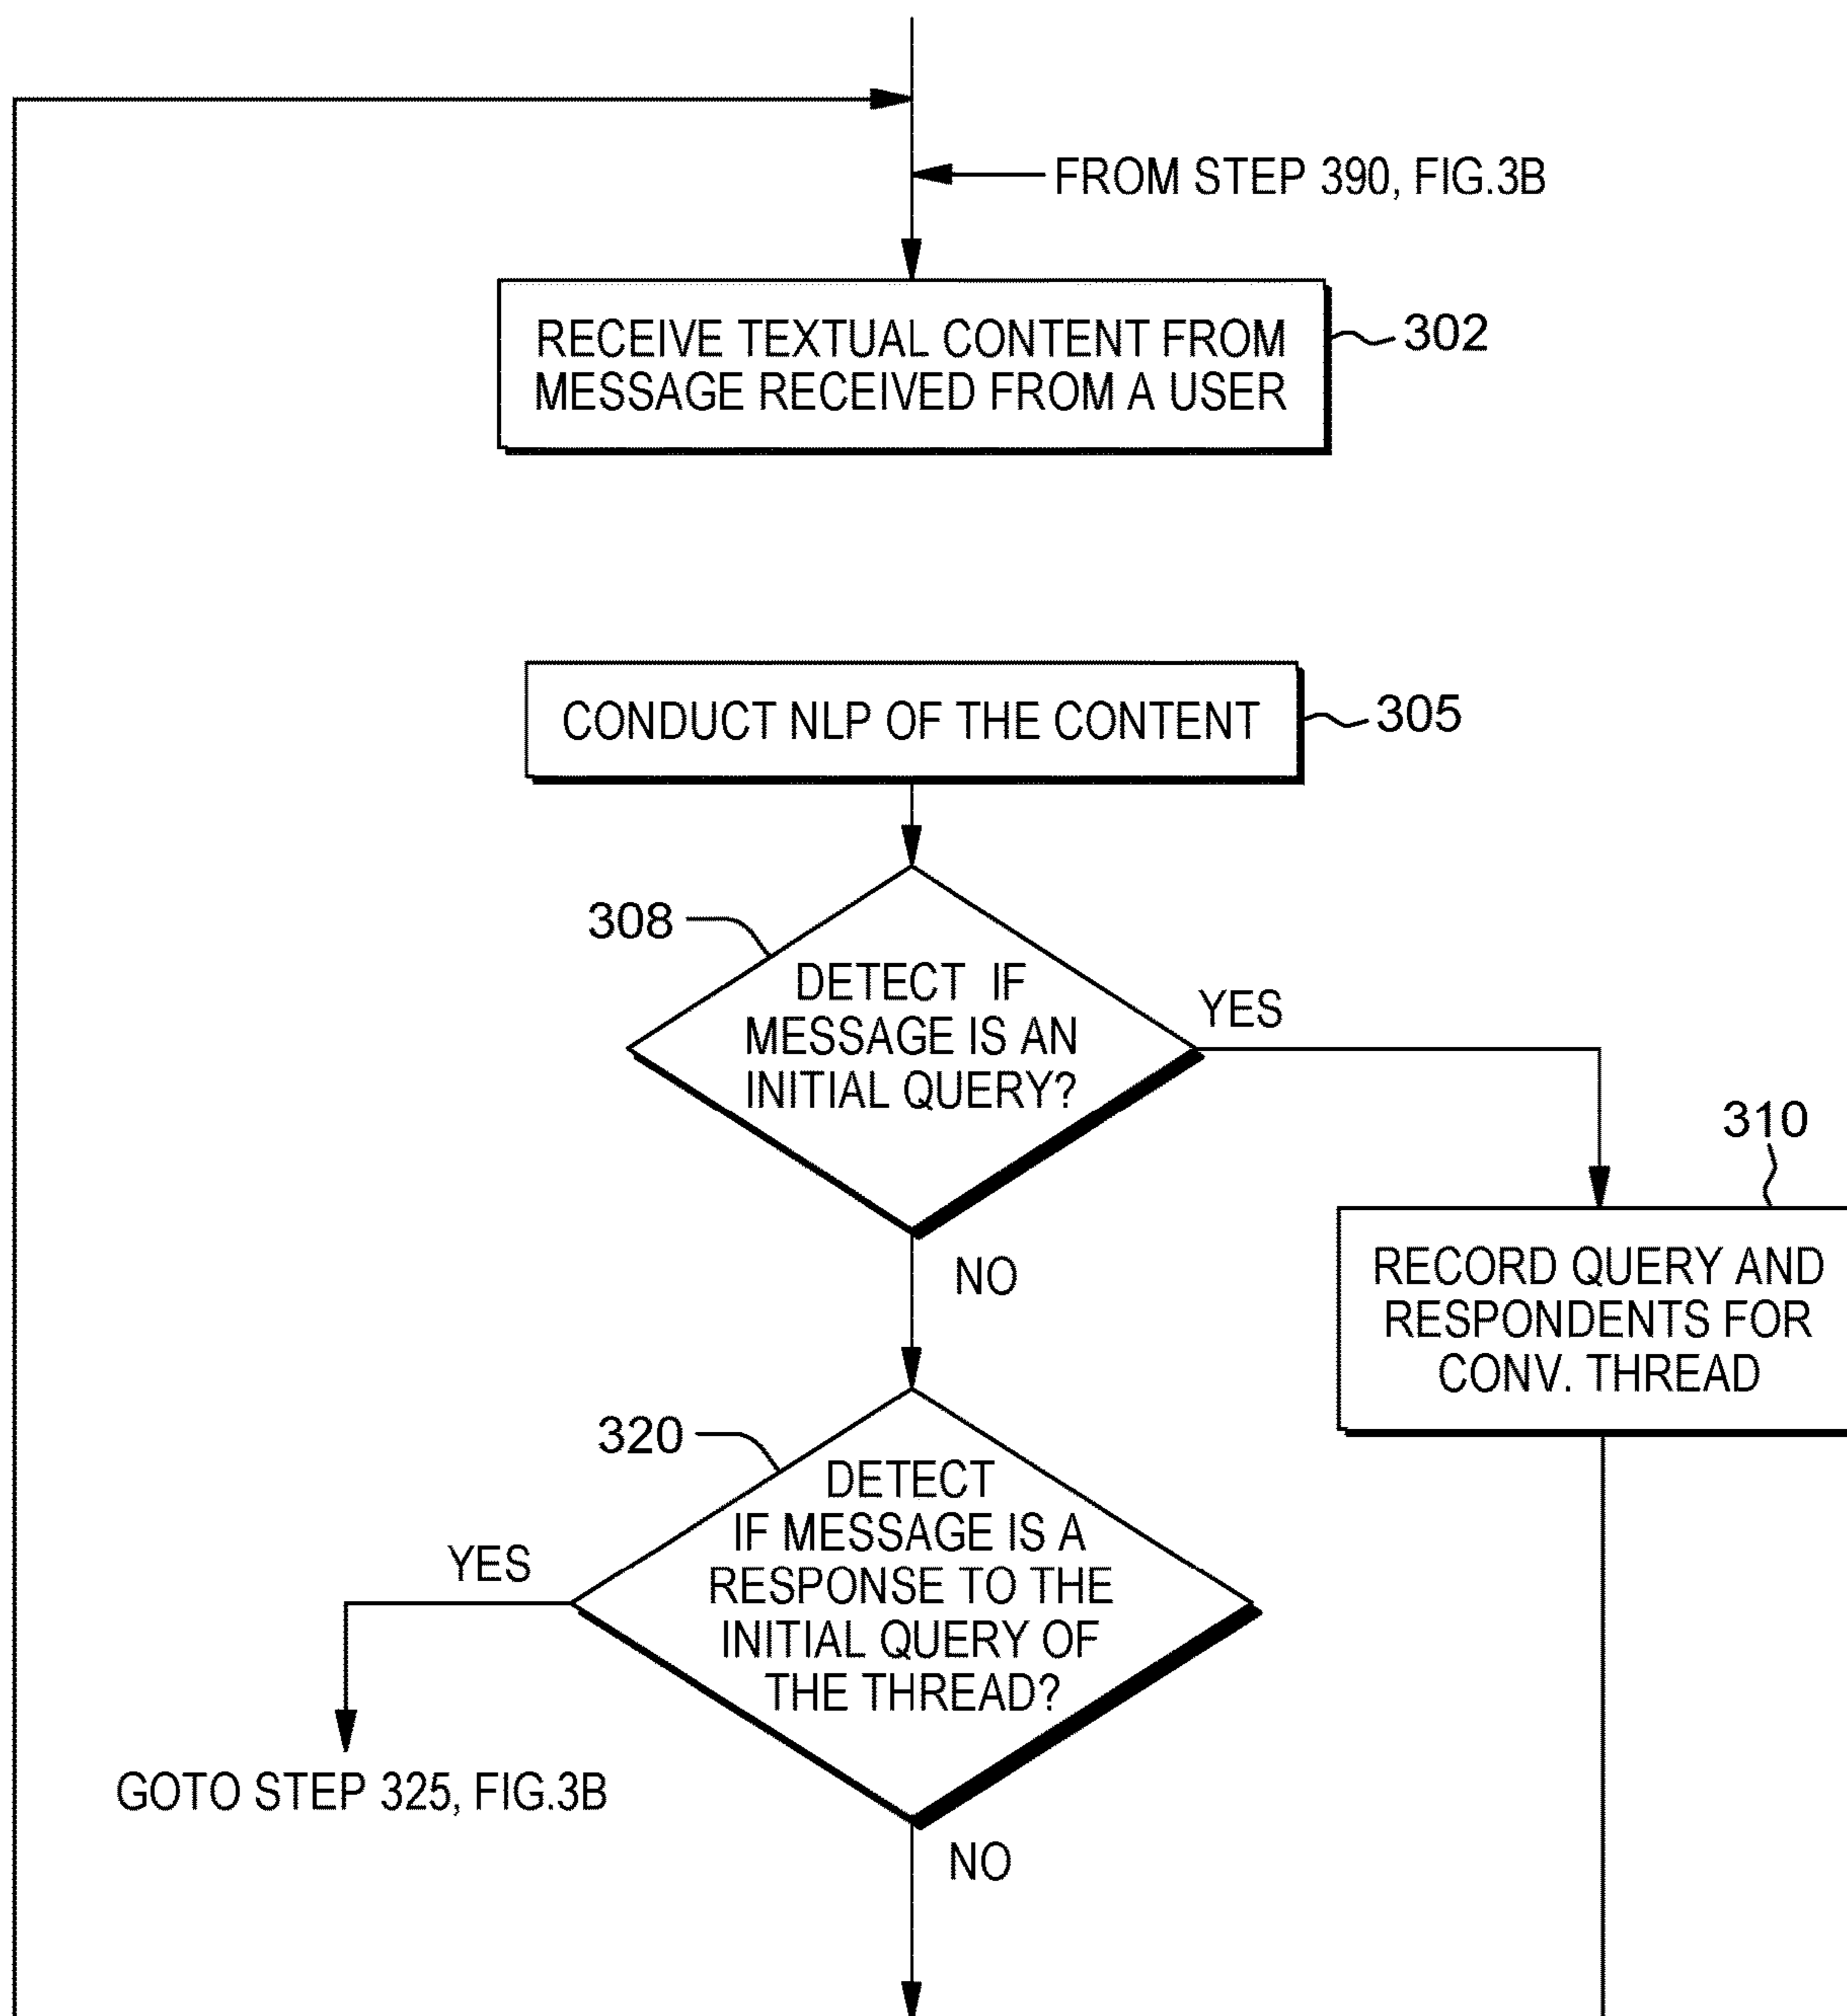 FROM STEP 390, FIG.3B
RECEIVE TEXTUAL CONTENT FROM
MESSAGE RECEIVED FROM A USER
302
CONDUCT NLP OF THE CONTENT
305
308
DETECT IF
MESSAGE IS AN
INITIAL QUERY?
YES
310
NO
RECORD QUERY AND
RESPONDENTS FOR
CONV. THREAD
320
DETECT
IF MESSAGE IS A
RESPONSE TO THE
INITIAL QUERY OF
THE THREAD?
YES
GOTO STEP 325, FIG.3B
NO